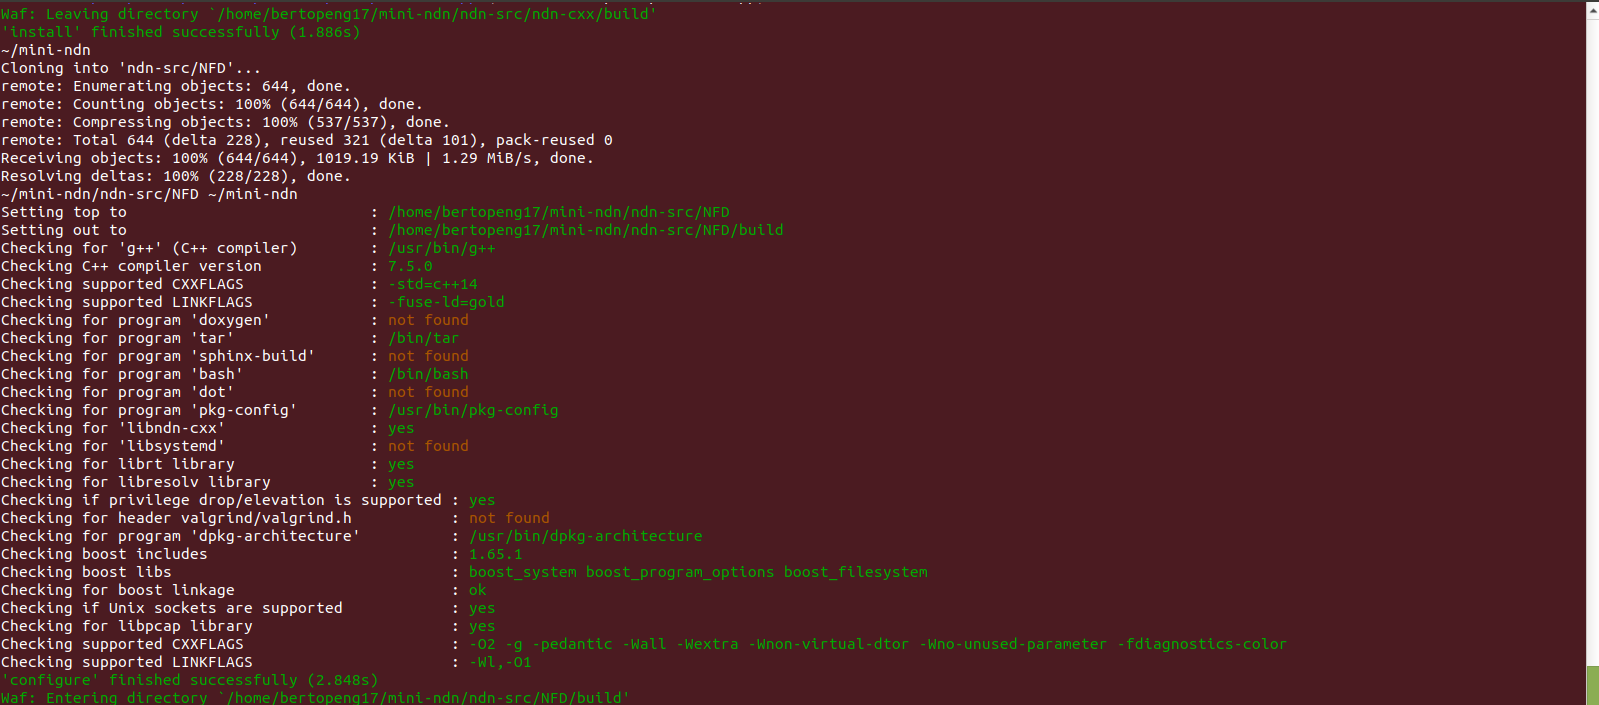 Waf: Leaving directory `/home/bertopeng17/mini-ndn/ndn-src/ndn-cxx/build'
'install' finished successfully (1.886s)
~/mini-ndn
Cloning into 'ndn-src/NFD'...
remote: Enumerating objects: 644, done.
remote: Counting objects: 100% (644/644), done.
remote: Compressing objects: 100% (537/537), done.
remote: Total 644 (delta 228), reused 321 (delta 101), pack-reused 0
Receiving objects: 100% (644/644), 1019.19 KiB | 1.29 MiB/s, done.
Resolving deltas: 100% (228/228), done.
~/mini-ndn/ndn-src/NFD ~/mini-ndn
Setting top to                           : /home/bertopeng17/mini-ndn/ndn-src/NFD
Setting out to                           : /home/bertopeng17/mini-ndn/ndn-src/NFD/build
Checking for 'g++' (C++ compiler)        : /usr/bin/g++
Checking C++ compiler version            : 7.5.0
Checking supported CXXFLAGS              : -std=c++14
Checking supported LINKFLAGS             : -fuse-ld=gold
Checking for program 'doxygen'           : not found
Checking for program 'tar'               : /bin/tar
Checking for program 'sphinx-build'      : not found
Checking for program 'bash'              : /bin/bash
Checking for program 'dot'               : not found
Checking for program 'pkg-config'        : /usr/bin/pkg-config
Checking for 'libndn-cxx'                : yes
Checking for 'libsystemd'                : not found
Checking for librt library               : yes
Checking for libresolv library           : yes
Checking if privilege drop/elevation is supported : yes
Checking for header valgrind/valgrind.h           : not found
Checking for program 'dpkg-architecture'          : /usr/bin/dpkg-architecture
Checking boost includes                           : 1.65.1
Checking boost libs                               : boost_system boost_program_options boost_filesystem
Checking for boost linkage                        : ok
Checking if Unix sockets are supported            : yes
Checking for libpcap library                      : yes
Checking supported CXXFLAGS                       : -O2 -g -pedantic -Wall -Wextra -Wnon-virtual-dtor -Wno-unused-parameter -fdiagnostics-color
Checking supported LINKFLAGS                      : -Wl,-O1
'configure' finished successfully (2.848s)
Waf: Entering directory `/home/bertopeng17/mini-ndn/ndn-src/NFD/build'